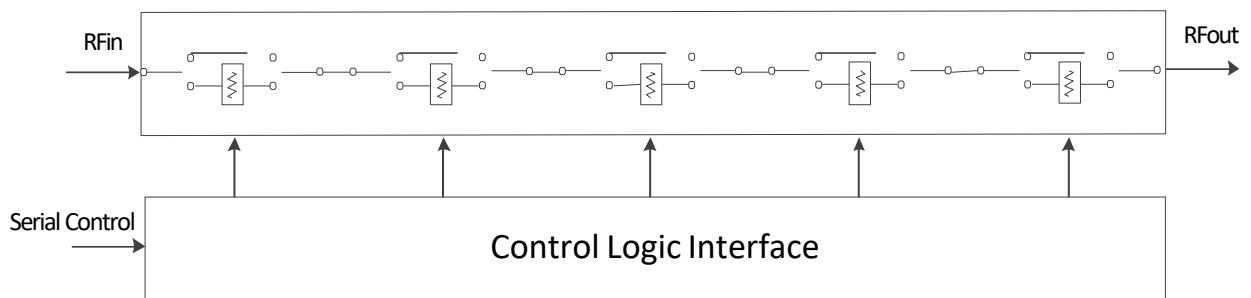 RFin
RFout
Serial Control
Control Logic Interface